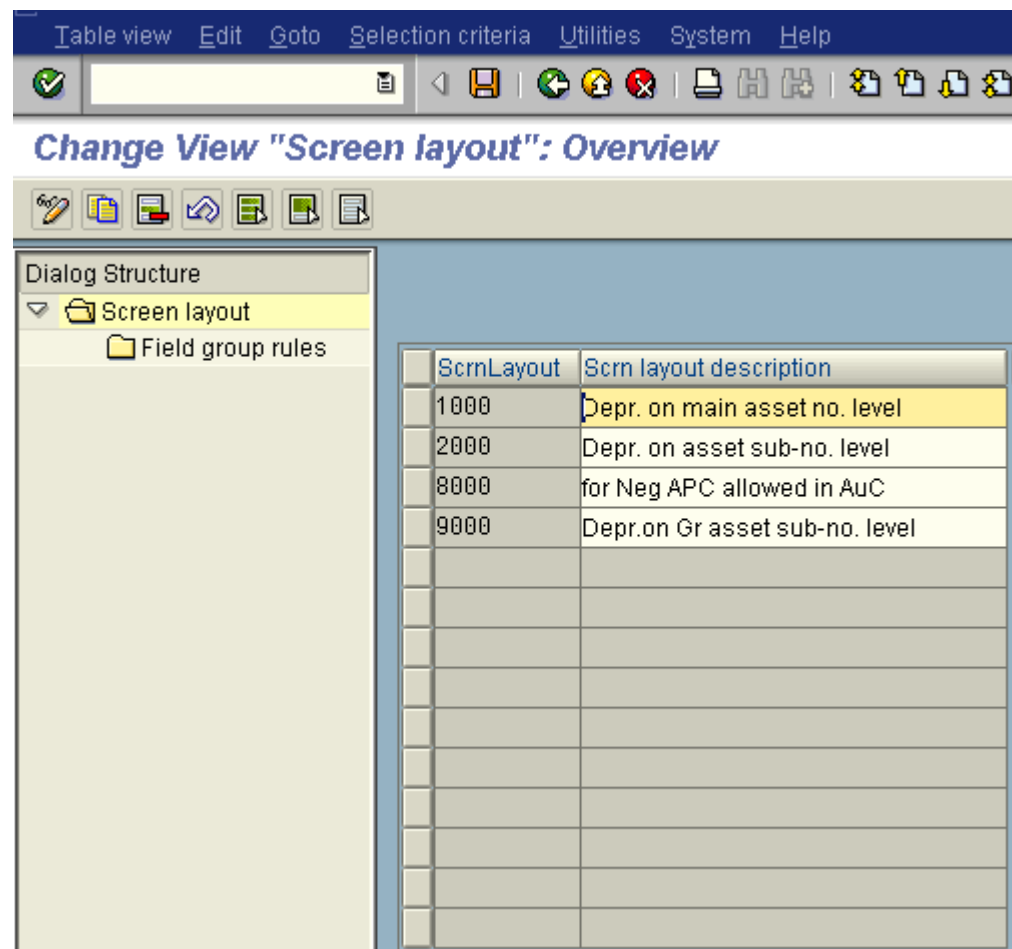 Table view Edit Goto Selection criteria Utilities System Help
Change View "Screen layout": Overview
Dialog Structure
Screen layout
Field group rules
ScrnLayout Scrn layout description
1000 Depr. on main asset no. level
2000 Depr. on asset sub-no. level
8000 for Neg APC allowed in AuC
9000 Depr.on Gr asset sub-no. level